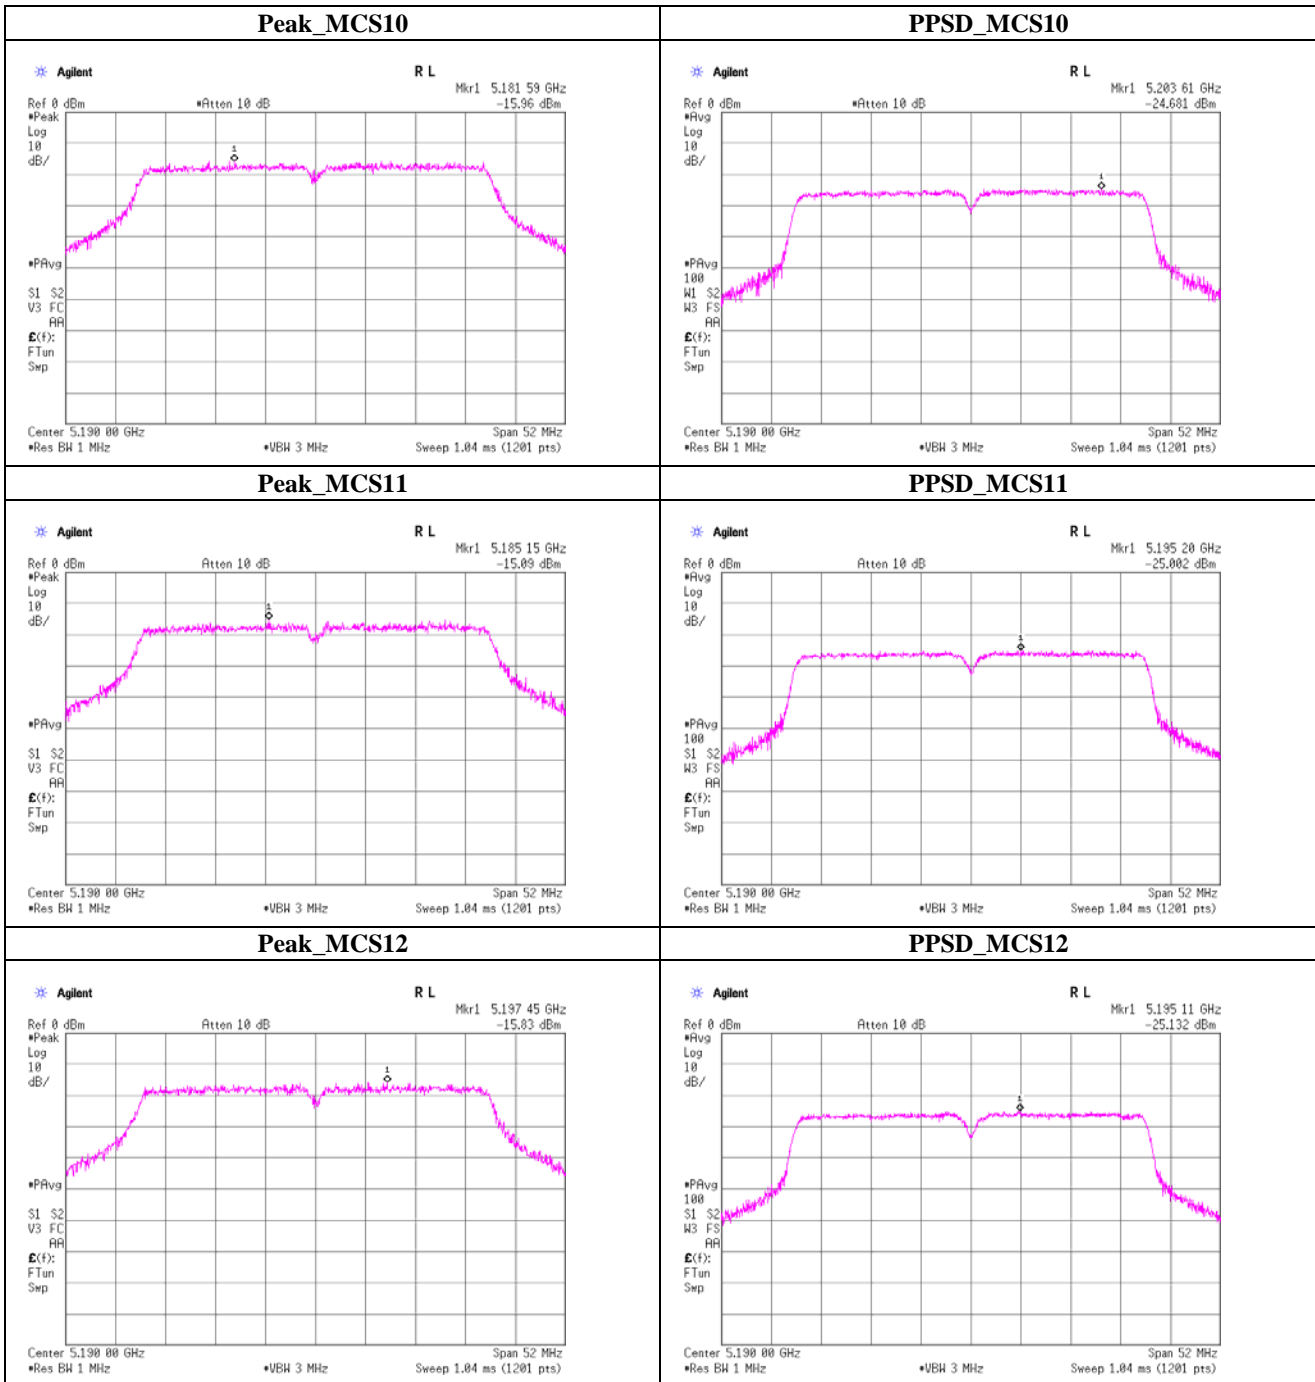 Peak_MCS10
PPSD_MCS10
Agilent
R L
Mkr1 5.181 59 GHz
Ref 0 dBm
*Atten 10 dB
-15.96 dBm
*Peak
Log
10
dB/
1
*PAvg
S1 S2
V3 FC
AA
£(f):
FTun
Swp
Center 5.190 00 GHz
Span 52 MHz
*Res BW 1 MHz
*VBW 3 MHz
Sweep 1.04 ms (1201 pts)
Agilent
R L
Mkr1 5.203 61 GHz
Ref 0 dBm
*Atten 10 dB
-24.681 dBm
*Avg
Log
10
dB/
1
*PAvg
100
W1 S2
W3 FS
AA
£(f):
FTun
Swp
Center 5.190 00 GHz
Span 52 MHz
*Res BW 1 MHz
*VBW 3 MHz
Sweep 1.04 ms (1201 pts)
Peak_MCS11
PPSD_MCS11
Agilent
R L
Mkr1 5.185 15 GHz
Ref 0 dBm
Atten 10 dB
-15.09 dBm
*Peak
Log
10
dB/
1
*PAvg
S1 S2
V3 FC
AA
£(f):
FTun
Swp
Center 5.190 00 GHz
Span 52 MHz
*Res BW 1 MHz
*VBW 3 MHz
Sweep 1.04 ms (1201 pts)
Agilent
R L
Mkr1 5.195 20 GHz
Ref 0 dBm
Atten 10 dB
-25.002 dBm
*Avg
Log
10
dB/
1
*PAvg
100
S1 S2
W3 FS
AA
£(f):
FTun
Swp
Center 5.190 00 GHz
Span 52 MHz
*Res BW 1 MHz
*VBW 3 MHz
Sweep 1.04 ms (1201 pts)
Peak_MCS12
PPSD_MCS12
Agilent
R L
Mkr1 5.197 45 GHz
Ref 0 dBm
Atten 10 dB
-15.83 dBm
*Peak
Log
10
dB/
1
*PAvg
S1 S2
V3 FC
AA
£(f):
FTun
Swp
Center 5.190 00 GHz
Span 52 MHz
*Res BW 1 MHz
*VBW 3 MHz
Sweep 1.04 ms (1201 pts)
Agilent
R L
Mkr1 5.195 11 GHz
Ref 0 dBm
Atten 10 dB
-25.132 dBm
*Avg
Log
10
dB/
1
*PAvg
100
S1 S2
W3 FS
AA
£(f):
FTun
Swp
Center 5.190 00 GHz
Span 52 MHz
*Res BW 1 MHz
*VBW 3 MHz
Sweep 1.04 ms (1201 pts)